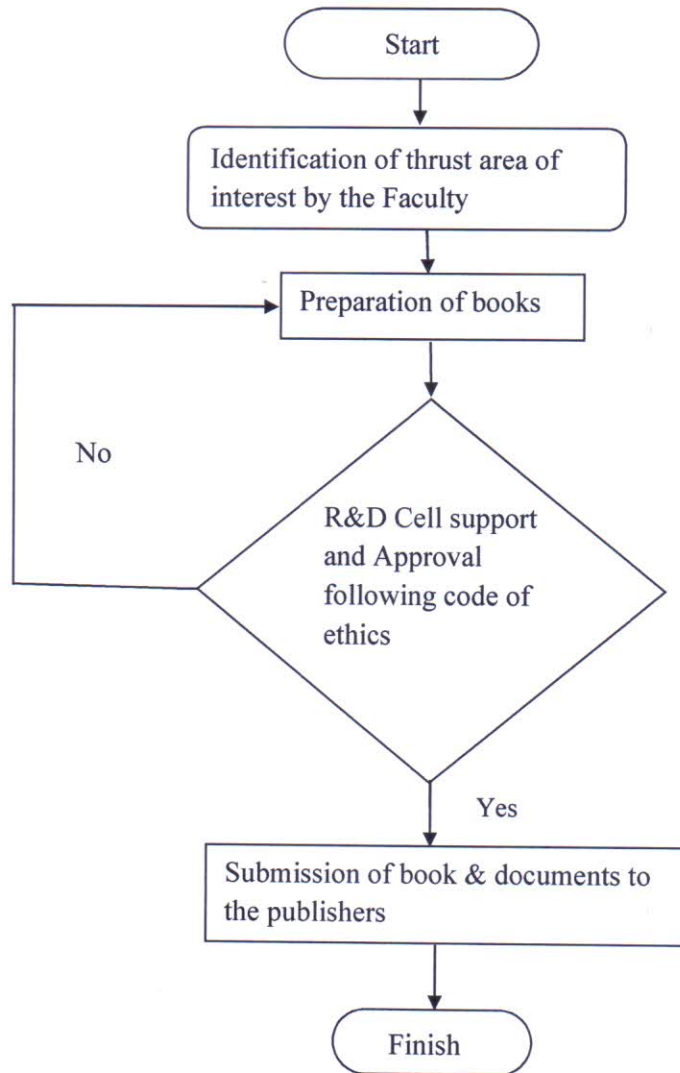 Start
Identification of thrust area of
interest by the Faculty
Preparation of books
No
R&D Cell support
and Approval
following code of
ethics
Yes
Submission of book & documents to
the publishers
Finish